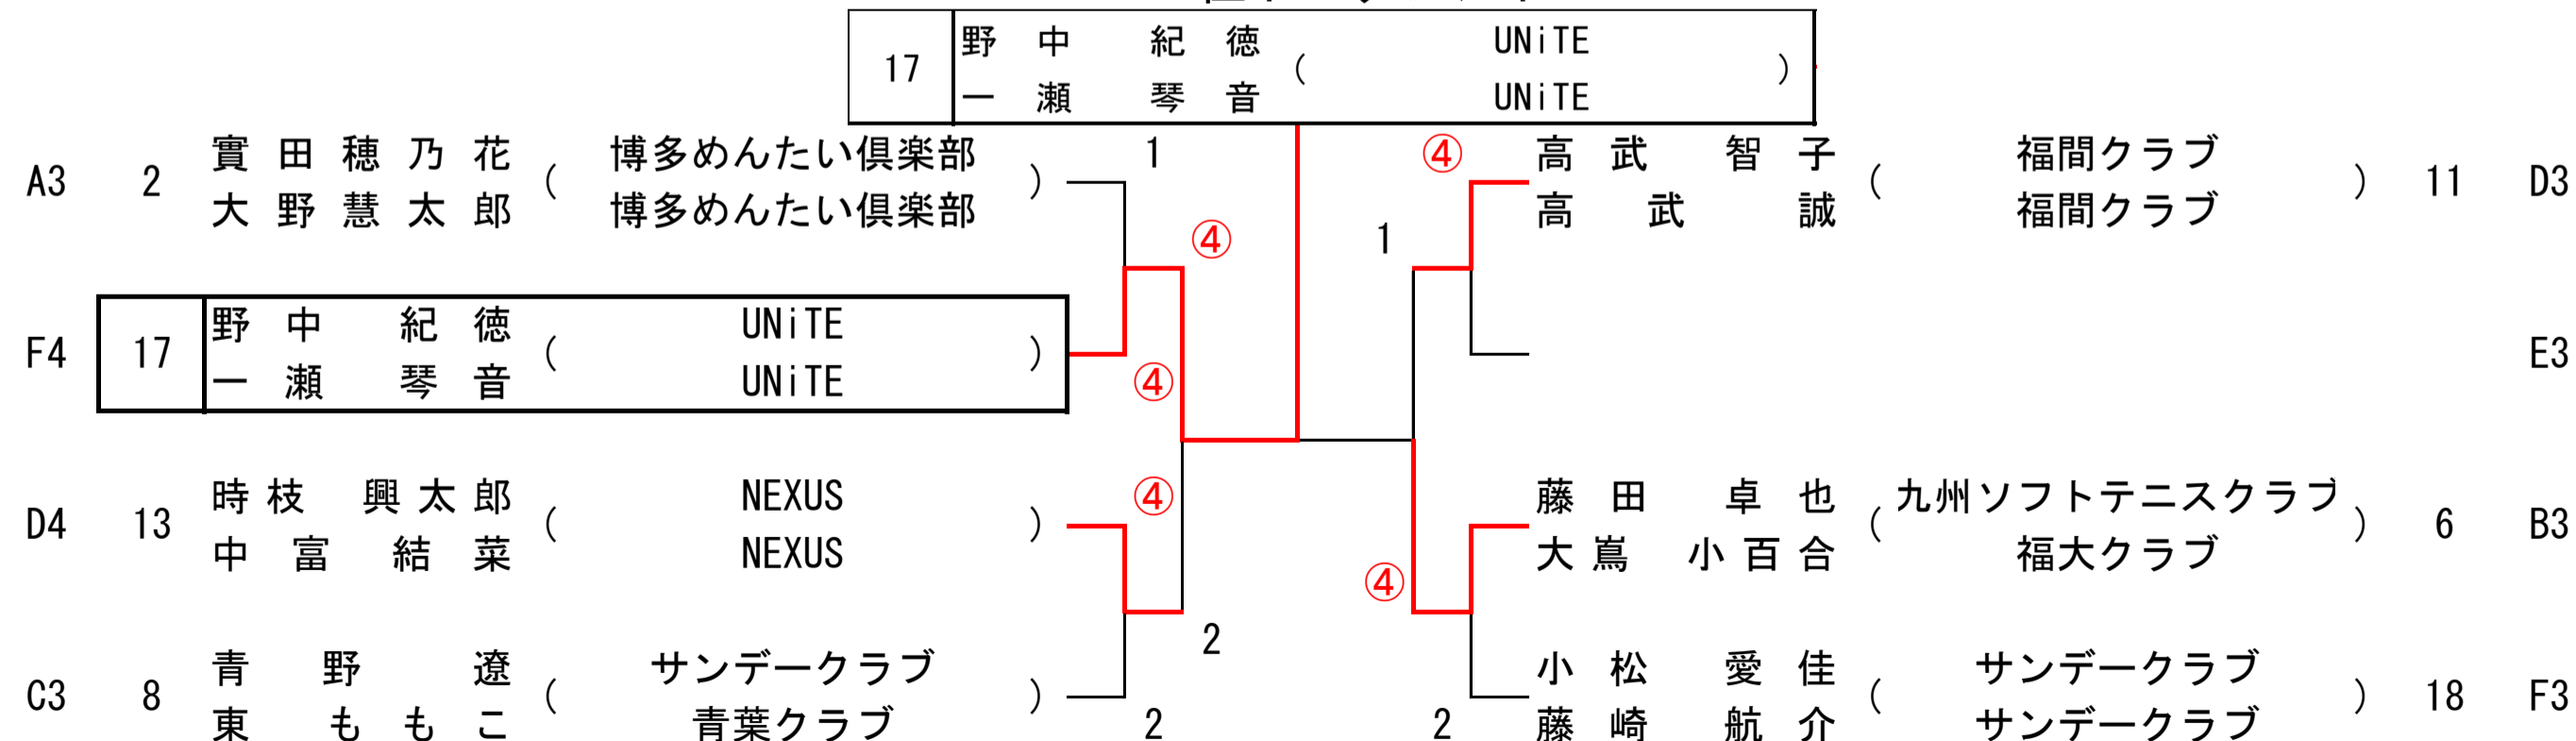 17 野中 紀徳 ( UNiTE )
一瀬 琴音 UNiTE
A3 2 實田穂乃花 ( 博多めんたい倶楽部 ) 1
大野慧太郎 博多めんたい倶楽部
④ 高武 智子 ( 福間クラブ ) 11 D3
高武 誠 福間クラブ
④ 1
F4 17 野中 紀徳 ( UNiTE )
一瀬 琴音 UNiTE ④
E3
D4 13 時枝 興太郎 ( NEXUS ) ④
中富 結菜 NEXUS
藤田 卓也 ( 九州ソフトテニスクラブ ) 6 B3
大嶌 小百合 福大クラブ
④
2
C3 8 青野 遼 ( サンデークラブ )
東 ももこ 青葉クラブ 2
小松 愛佳 ( サンデークラブ ) 18 F3
2 藤崎 航介 サンデークラブ